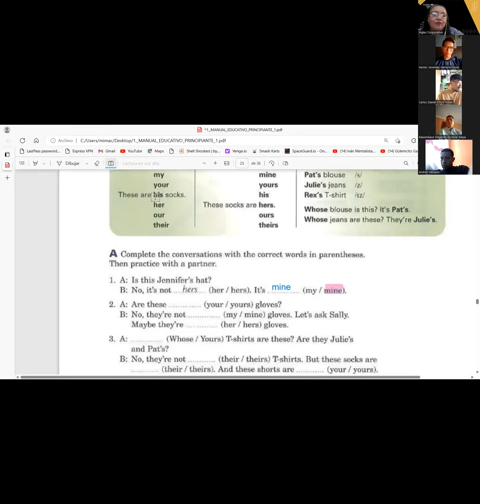 *1_MANUAL_EDUCATIVO_PRINCIPIANTE_1.pdf
Archivo C:/Users/mimac/Desktop/1_MANUAL_EDUCATIVO_PRINCIPIANTE_1.pdf
LastPass password... Express VPN Gmail YouTube Maps
Dibujar
my mine Pat's blouse /s/
your yours Julie's jeans /z/
These are his socks. his Rex's T-shirt /ɪz/
her These socks are hers. Whose blouse is this? It's Pat's.
our ours Whose jeans are these? They're Julie's.
their theirs
A Complete the conversations with the correct words in parentheses.
Then practice with a partner.
1. A: Is this Jennifer's hat?
B: No, it's not hers (her / hers). It's mine (my / mine).
2. A: Are these (your / yours) gloves?
B: No, they're not (my / mine) gloves. Let's ask Sally.
Maybe they're (her / hers) gloves.
3. A: (Whose / Yours) T-shirts are these? Are they Julie's
and Pat's?
B: No, they're not (their / theirs) T-shirts. But these socks are
(their / theirs). And these shorts are (your / yours).